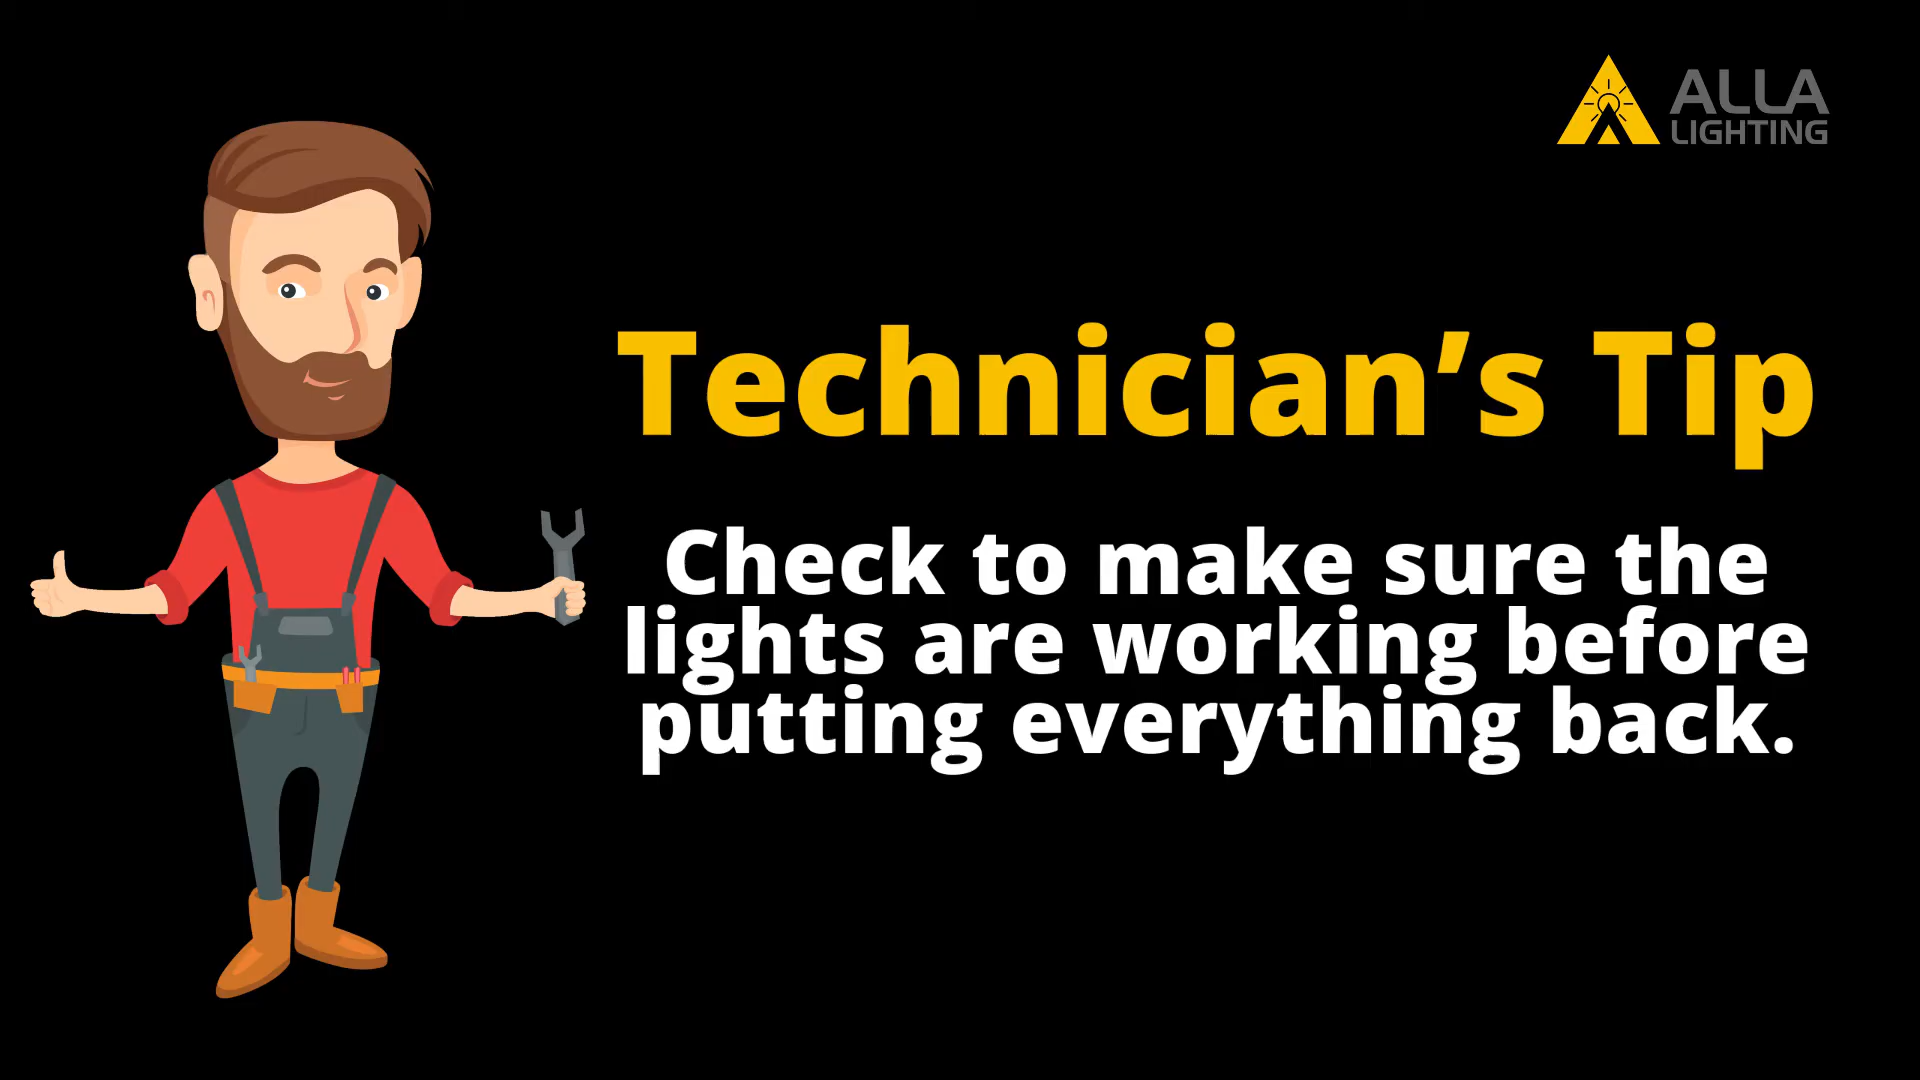 ALLA
LIGHTING
Technician’s Tip
Check to make sure the
lights are working before
putting everything back.